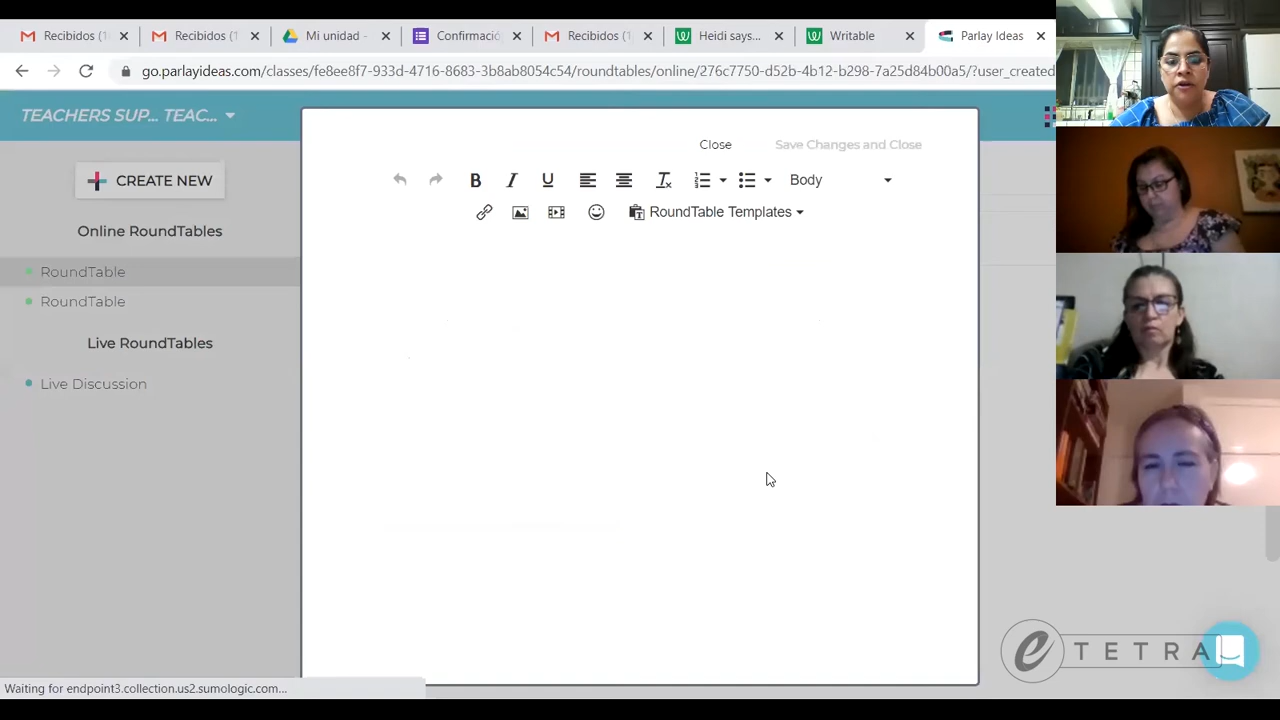 Recibidos (1
Recibidos (1
Mi unidad -
Confirmaci
Recibidos (1
Heidi says...
Writable
Parlay Ideas
go.parlayideas.com/classes/fe8ee8f7-933d-4716-8683-3b8ab8054c54/roundtables/online/276c7750-d52b-4b12-b298-7a25d84b00a5/?user_created
TEACHERS SUP... TEAC...
CREATE NEW
Online RoundTables
RoundTable
RoundTable
Live RoundTables
Live Discussion
Close
Save Changes and Close
B I U
Body
RoundTable Templates
e TETRA
Waiting for endpoint3.collection.us2.sumologic.com...